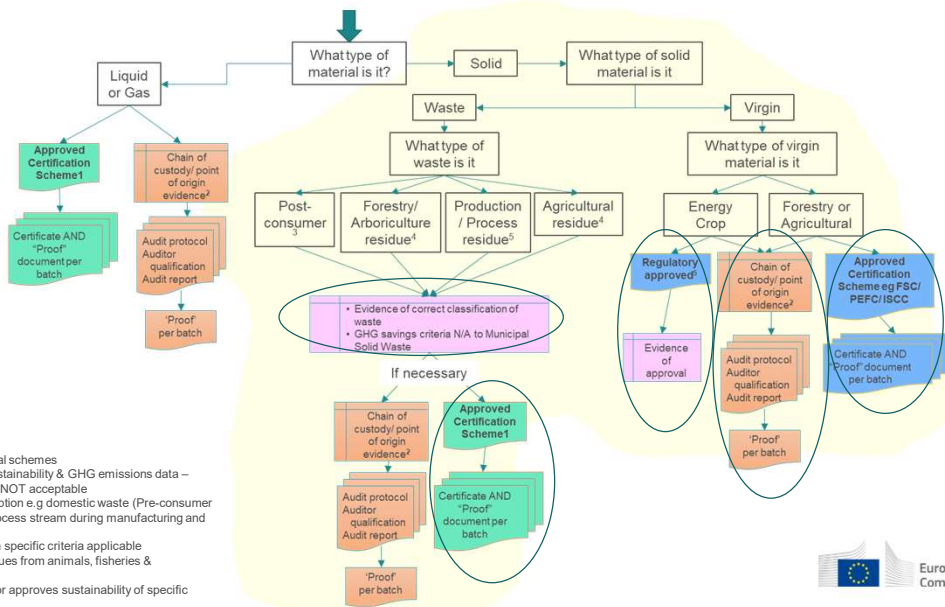 What type of
material is it?
Solid
What type of solid
material is it
Liquid
or Gas
Waste
Virgin
Approved
Certification
Scheme1
Chain of
custody/ point
of origin
evidence²
What type of
waste is it
What type of virgin
material is it
Certificate AND
"Proof"
document per
batch
Audit protocol
Auditor
qualification
Audit report
'Proof'
per batch
Post-
consumer
3
Forestry/
Arboriculture
residue⁴
Production
/ Process
residue⁵
Agricultural
residue⁴
Energy
Crop
Forestry or
Agricultural
Regulatory
approved⁶
Chain of
custody/ point
of origin
evidence²
Approved
Certification
Scheme eg FSC/
PEFC/ ISCC
• Evidence of correct classification of
waste
• GHG savings criteria N/A to Municipal
Solid Waste
Evidence
of
approval
Audit protocol
Auditor
qualification
Audit report
Certificate AND
"Proof" document
per batch
'Proof'
per batch
If necessary
Chain of
custody/ point
of origin
evidence²
Approved
Certification
Scheme1
Audit protocol
Auditor
qualification
Audit report
Certificate AND
"Proof"
document per
batch
'Proof'
per batch
al schemes
stainability & GHG emissions data –
NOT acceptable
ption e.g domestic waste (Pre-consumer
ocess stream during manufacturing and
specific criteria applicable
ues from animals, fisheries &
or approves sustainability of specific
Euro
Com